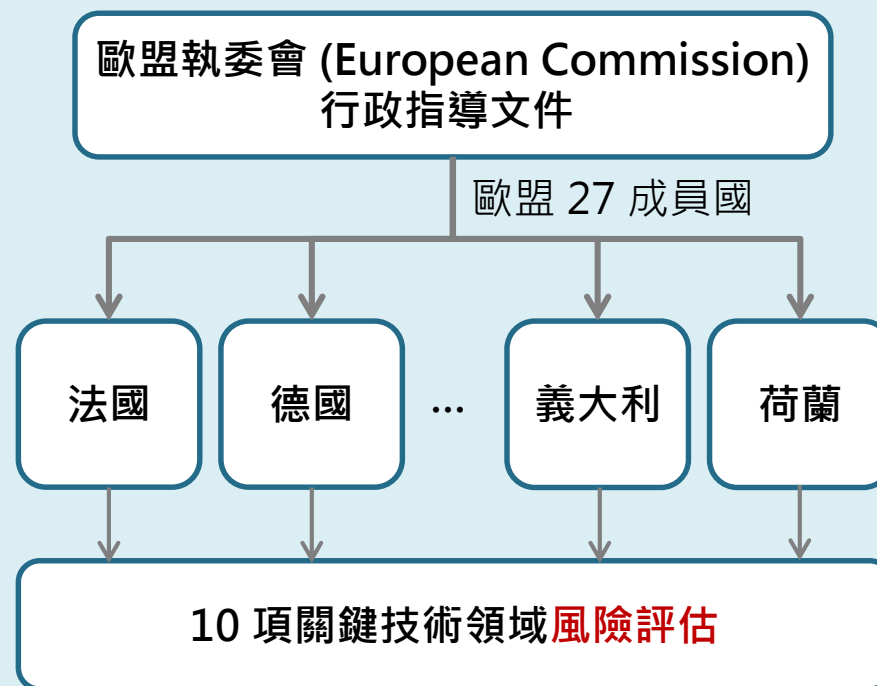 歐盟執委會 (European Commission)
行政指導文件
歐盟 27 成員國
法國
德國
...
義大利
荷蘭
10 項關鍵技術領域風險評估